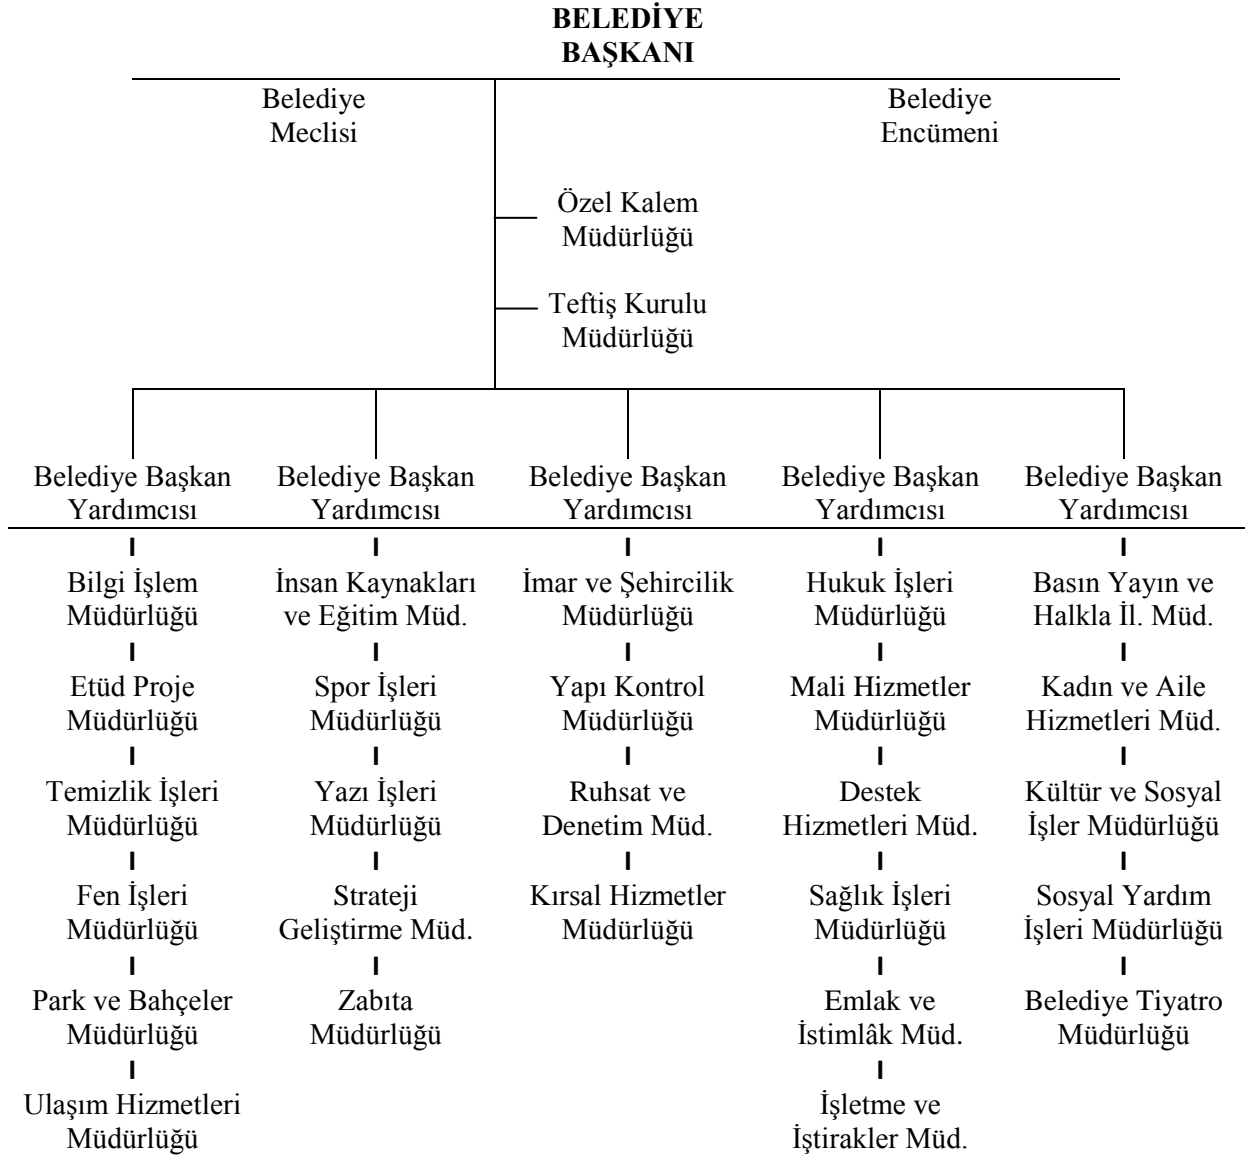 BELEDİYE
BAŞKANI
Belediye
Meclisi
Belediye
Encümeni
Özel Kalem
Müdürlüğü
Teftiş Kurulu
Müdürlüğü
Belediye Başkan
Yardımcısı
Belediye Başkan
Yardımcısı
Belediye Başkan
Yardımcısı
Belediye Başkan
Yardımcısı
Belediye Başkan
Yardımcısı
Bilgi İşlem
Müdürlüğü
İnsan Kaynakları
ve Eğitim Müd.
İmar ve Şehircilik
Müdürlüğü
Hukuk İşleri
Müdürlüğü
Basın Yayın ve
Halkla İl. Müd.
Etüd Proje
Müdürlüğü
Spor İşleri
Müdürlüğü
Yapı Kontrol
Müdürlüğü
Mali Hizmetler
Müdürlüğü
Kadın ve Aile
Hizmetleri Müd.
Temizlik İşleri
Müdürlüğü
Yazı İşleri
Müdürlüğü
Ruhsat ve
Denetim Müd.
Destek
Hizmetleri Müd.
Kültür ve Sosyal
İşler Müdürlüğü
Fen İşleri
Müdürlüğü
Strateji
Geliştirme Müd.
Kırsal Hizmetler
Müdürlüğü
Sağlık İşleri
Müdürlüğü
Sosyal Yardım
İşleri Müdürlüğü
Park ve Bahçeler
Müdürlüğü
Zabıta
Müdürlüğü
Emlak ve
İstimlâk Müd.
Belediye Tiyatro
Müdürlüğü
Ulaşım Hizmetleri
Müdürlüğü
İşletme ve
İştirakler Müd.